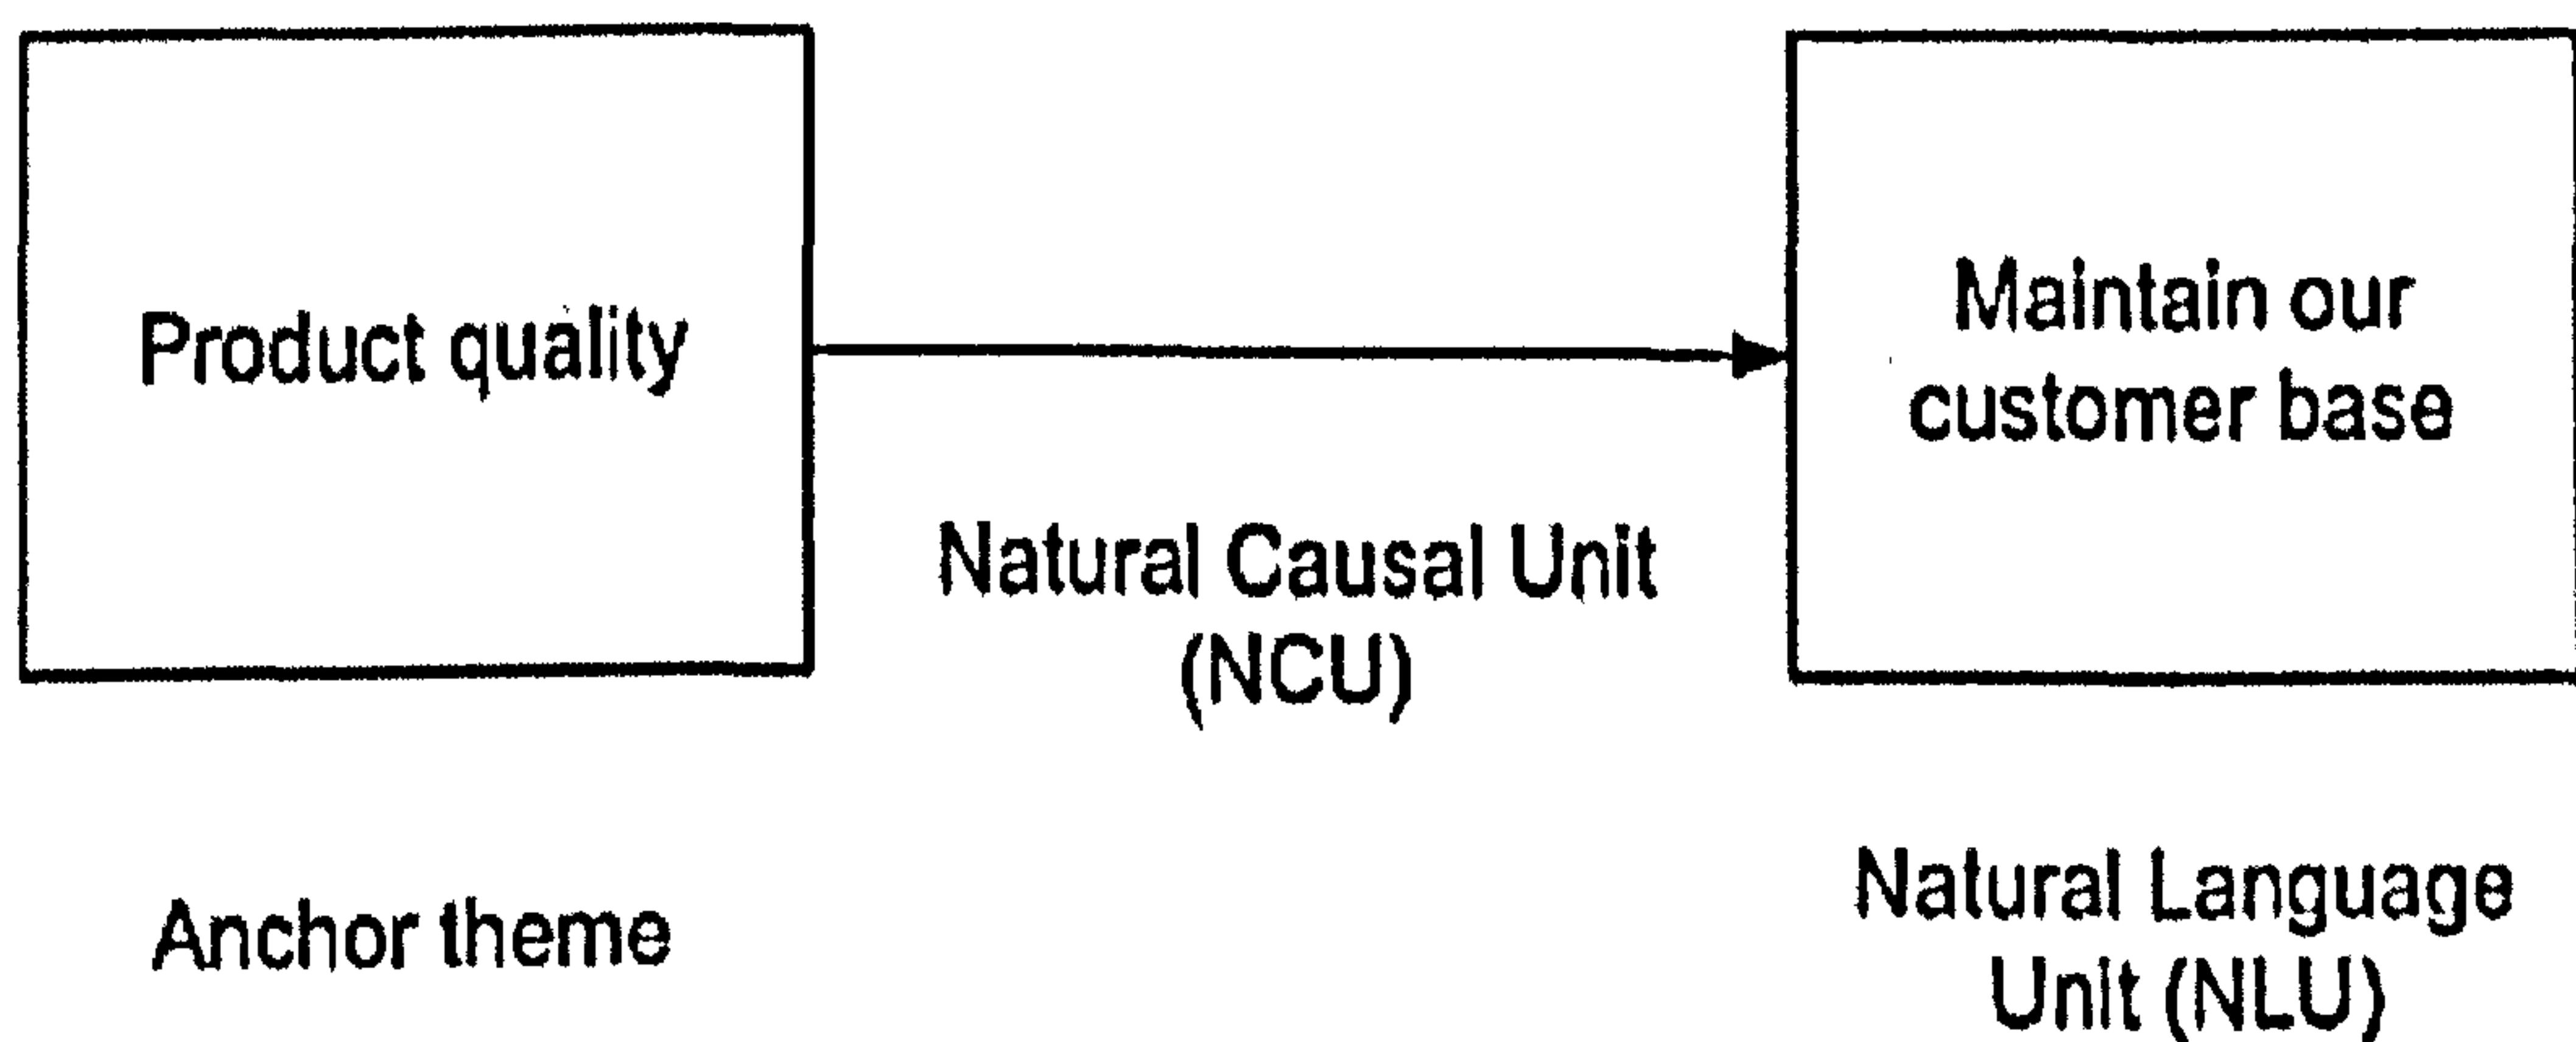 Product quality
Maintain our
customer base
Natural Causal Unit
(NCU)
Anchor theme
Natural Language
Unit (NLU)